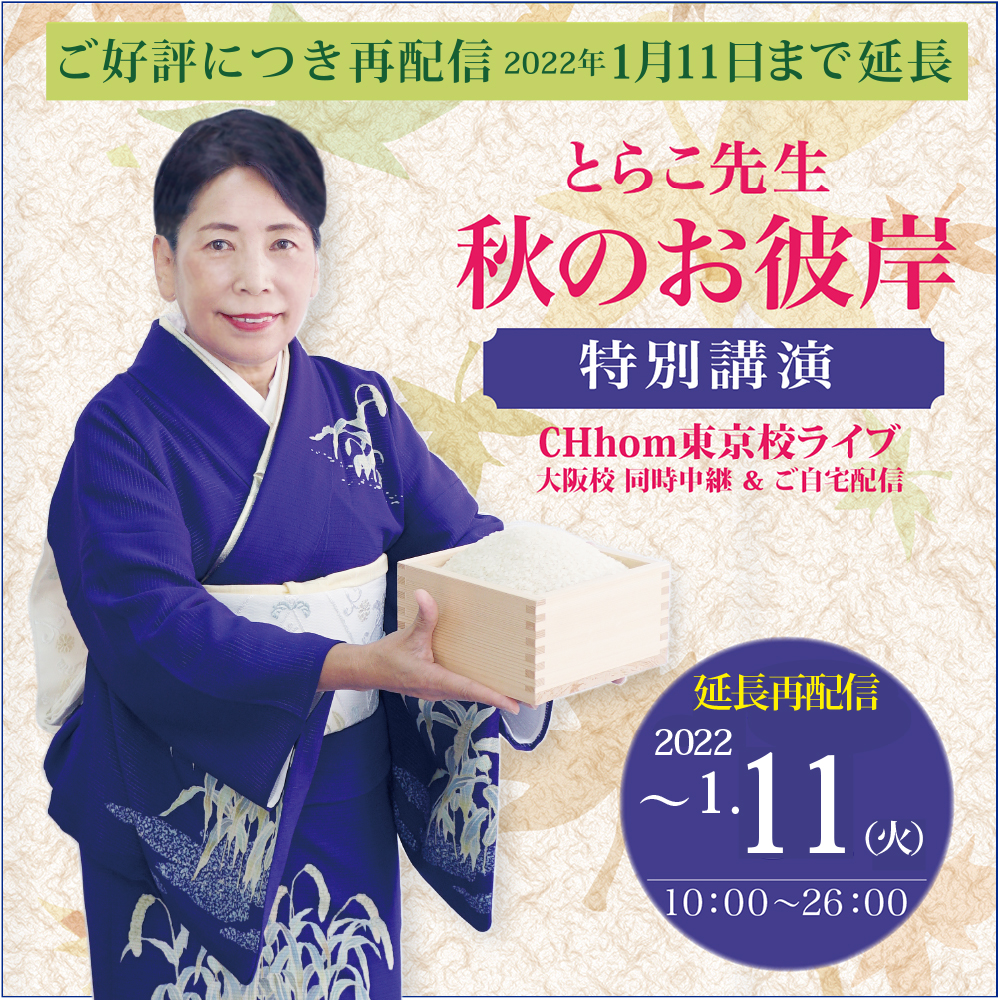 ご好評につき再配信 2022年1月11日まで延長
とらこ先生
秋のお彼岸
特別講演
CHhom東京校ライブ
大阪校 同時中継 & ご自宅配信
延長再配信
2022
～1.11(火)
10:00～26:00